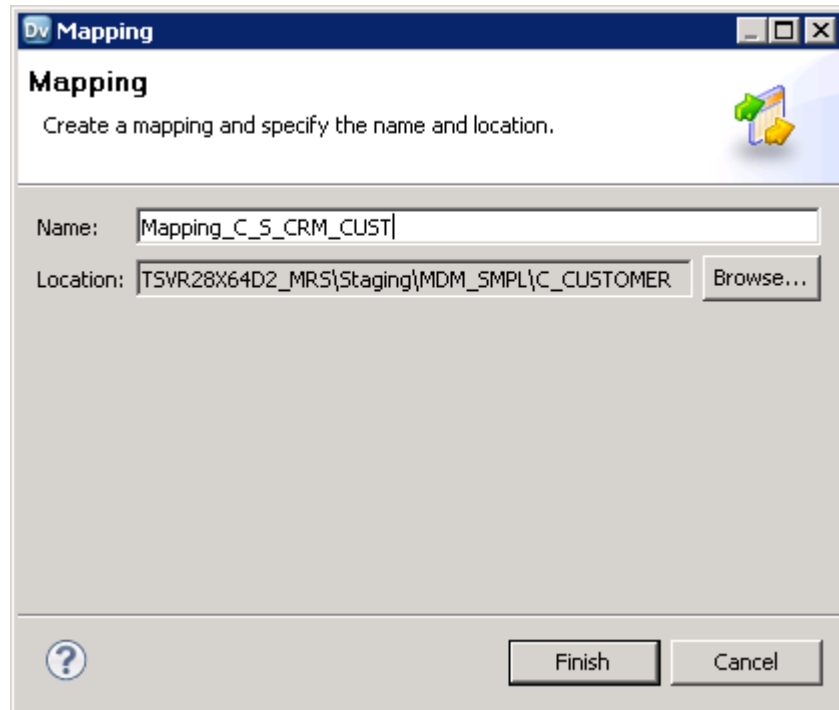 Dv Mapping
Mapping
Create a mapping and specify the name and location.
Name: Mapping_C_S_CRM_CUST
Location: TSVR28X64D2_MRS\Staging\MDM_SMPL\C_CUSTOMER Browse...
? Finish Cancel